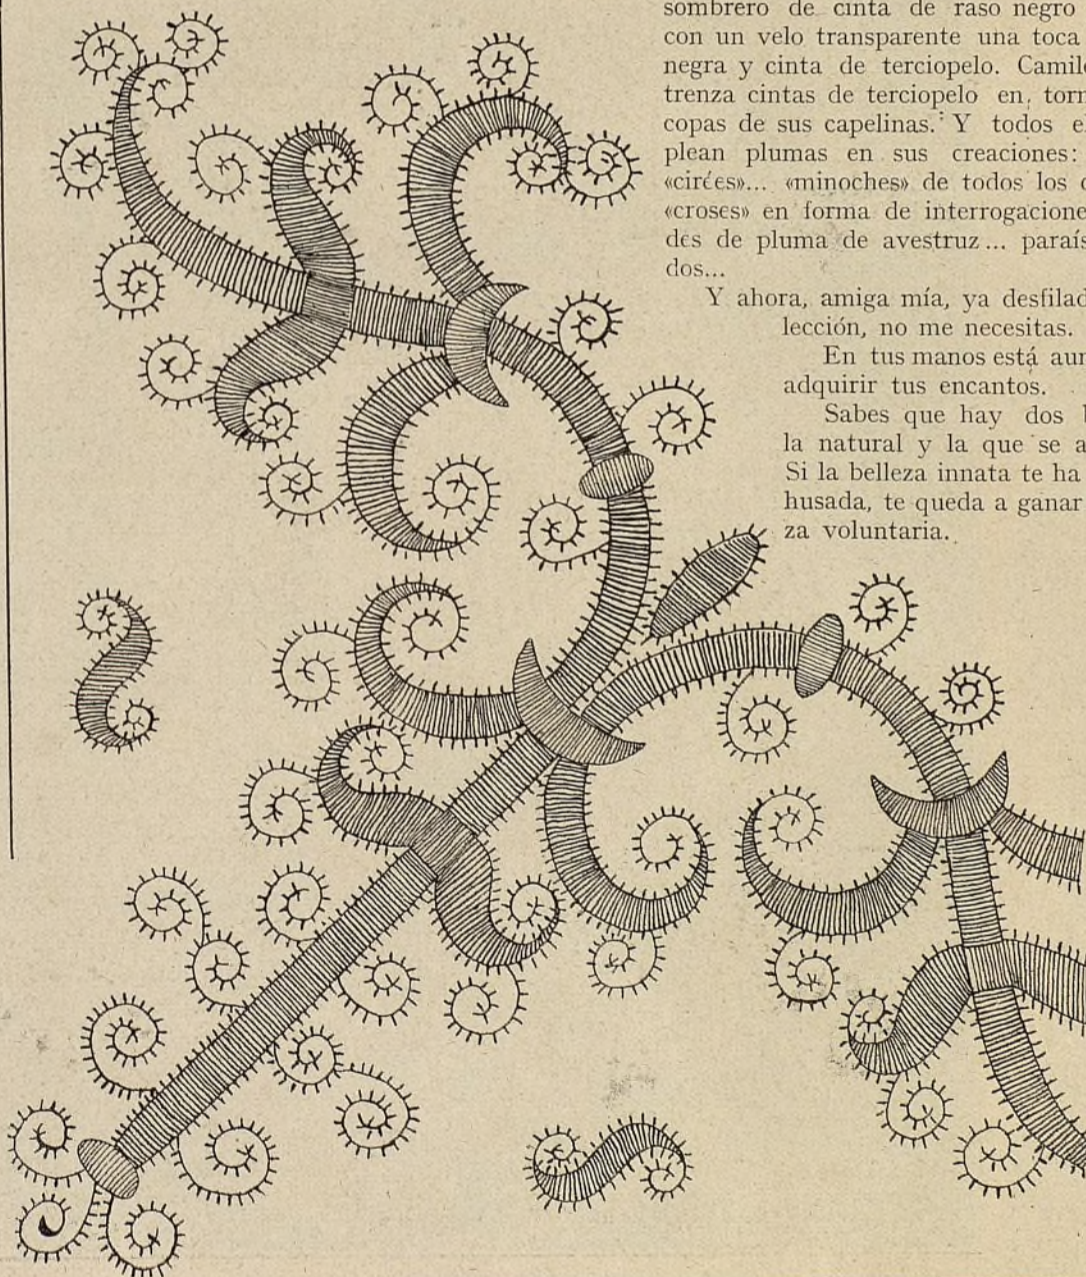 sombrero de cinta de raso negro
con un velo transparente una toca
negra y cinta de terciopelo. Camil
trenza cintas de terciopelo en torn
copas de sus capelinas. Y todos e
plean plumas en sus creaciones:
«cirées»... «minoches» de todos los
«croses» en forma de interrogacione
des de pluma de avestruz... paraís
dos...
Y ahora, amiga mía, ya desfilad
lección, no me necesitas.
En tus manos está aun
adquirir tus encantos.
Sabes que hay dos
la natural y la que se a
Si la belleza innata te ha
husada, te queda a ganar
za voluntaria.